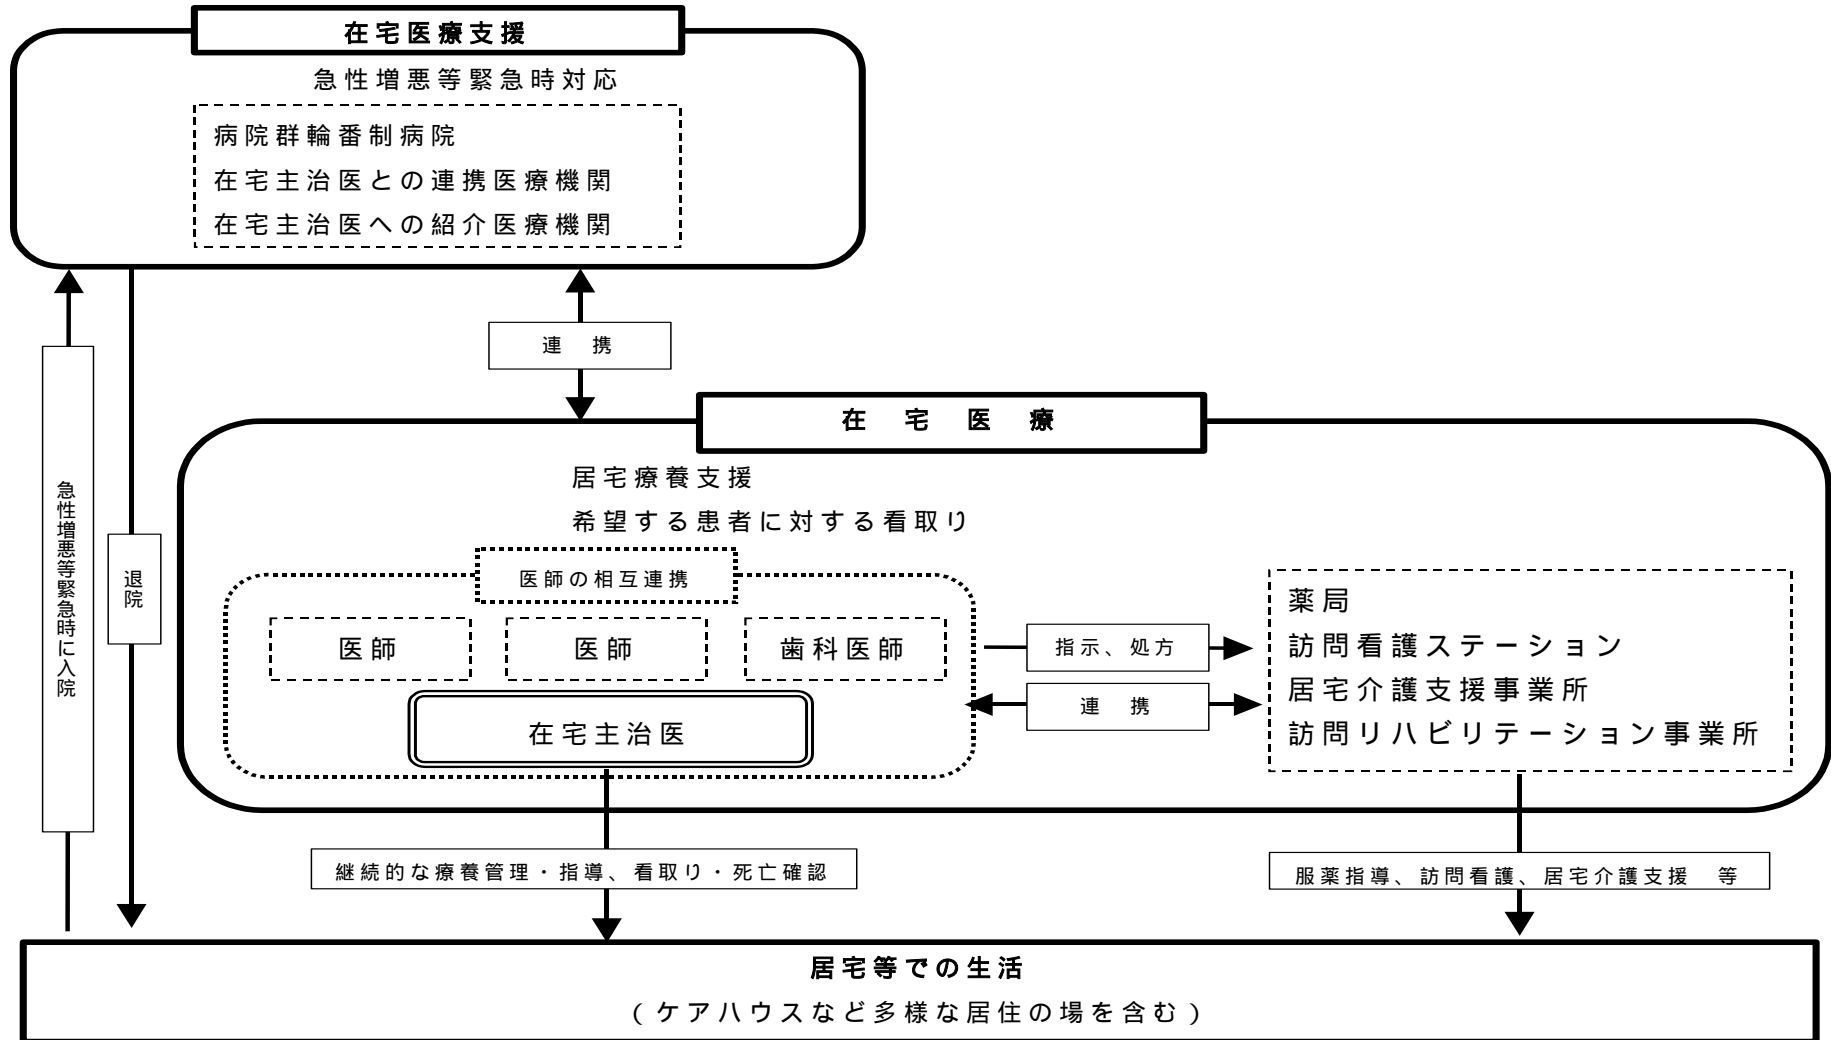 在宅医療支援
急性増悪等緊急時対応
病院群輪番制病院
在宅主治医との連携医療機関
在宅主治医への紹介医療機関
連　携
在　宅　医　療
居宅療養支援
希望する患者に対する看取り
急性増悪等緊急時に入院
退院
医師の相互連携
医師
医師
歯科医師
在宅主治医
指示、処方
連　携
薬局
訪問看護ステーション
居宅介護支援事業所
訪問リハビリテーション事業所
継続的な療養管理・指導、看取り・死亡確認
服薬指導、訪問看護、居宅介護支援　等
居宅等での生活
（ケアハウスなど多様な居住の場を含む）